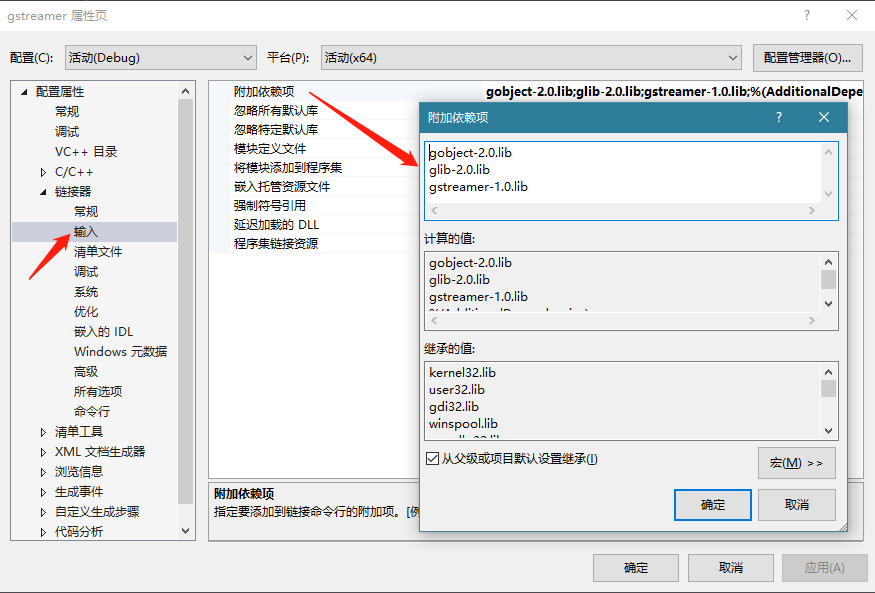 gstreamer 属性页
配置(C): 活动(Debug) 平台(P): 活动(x64) 配置管理器(O)...
配置属性
常规
调试
VC++ 目录
C/C++
链接器
常规
输入
清单文件
调试
系统
优化
嵌入的 IDL
Windows 元数据
高级
所有选项
命令行
清单工具
XML 文档生成器
浏览信息
生成事件
自定义生成步骤
代码分析
附加依赖项 gobject-2.0.lib;glib-2.0.lib;gstreamer-1.0.lib;%(AdditionalDepe
忽略所有默认库
忽略特定默认库
模块定义文件
将模块添加到程序集
嵌入托管资源文件
强制符号引用
延迟加载的 DLL
程序集链接资源
附加依赖项
指定要添加到链接命令行的附加项。[例
附加依赖项
gobject-2.0.lib
glib-2.0.lib
gstreamer-1.0.lib
计算的值:
gobject-2.0.lib
glib-2.0.lib
gstreamer-1.0.lib
继承的值:
kernel32.lib
user32.lib
gdi32.lib
winspool.lib
从父级或项目默认设置继承(I)
宏(M) >>
确定 取消
确定 取消 应用(A)